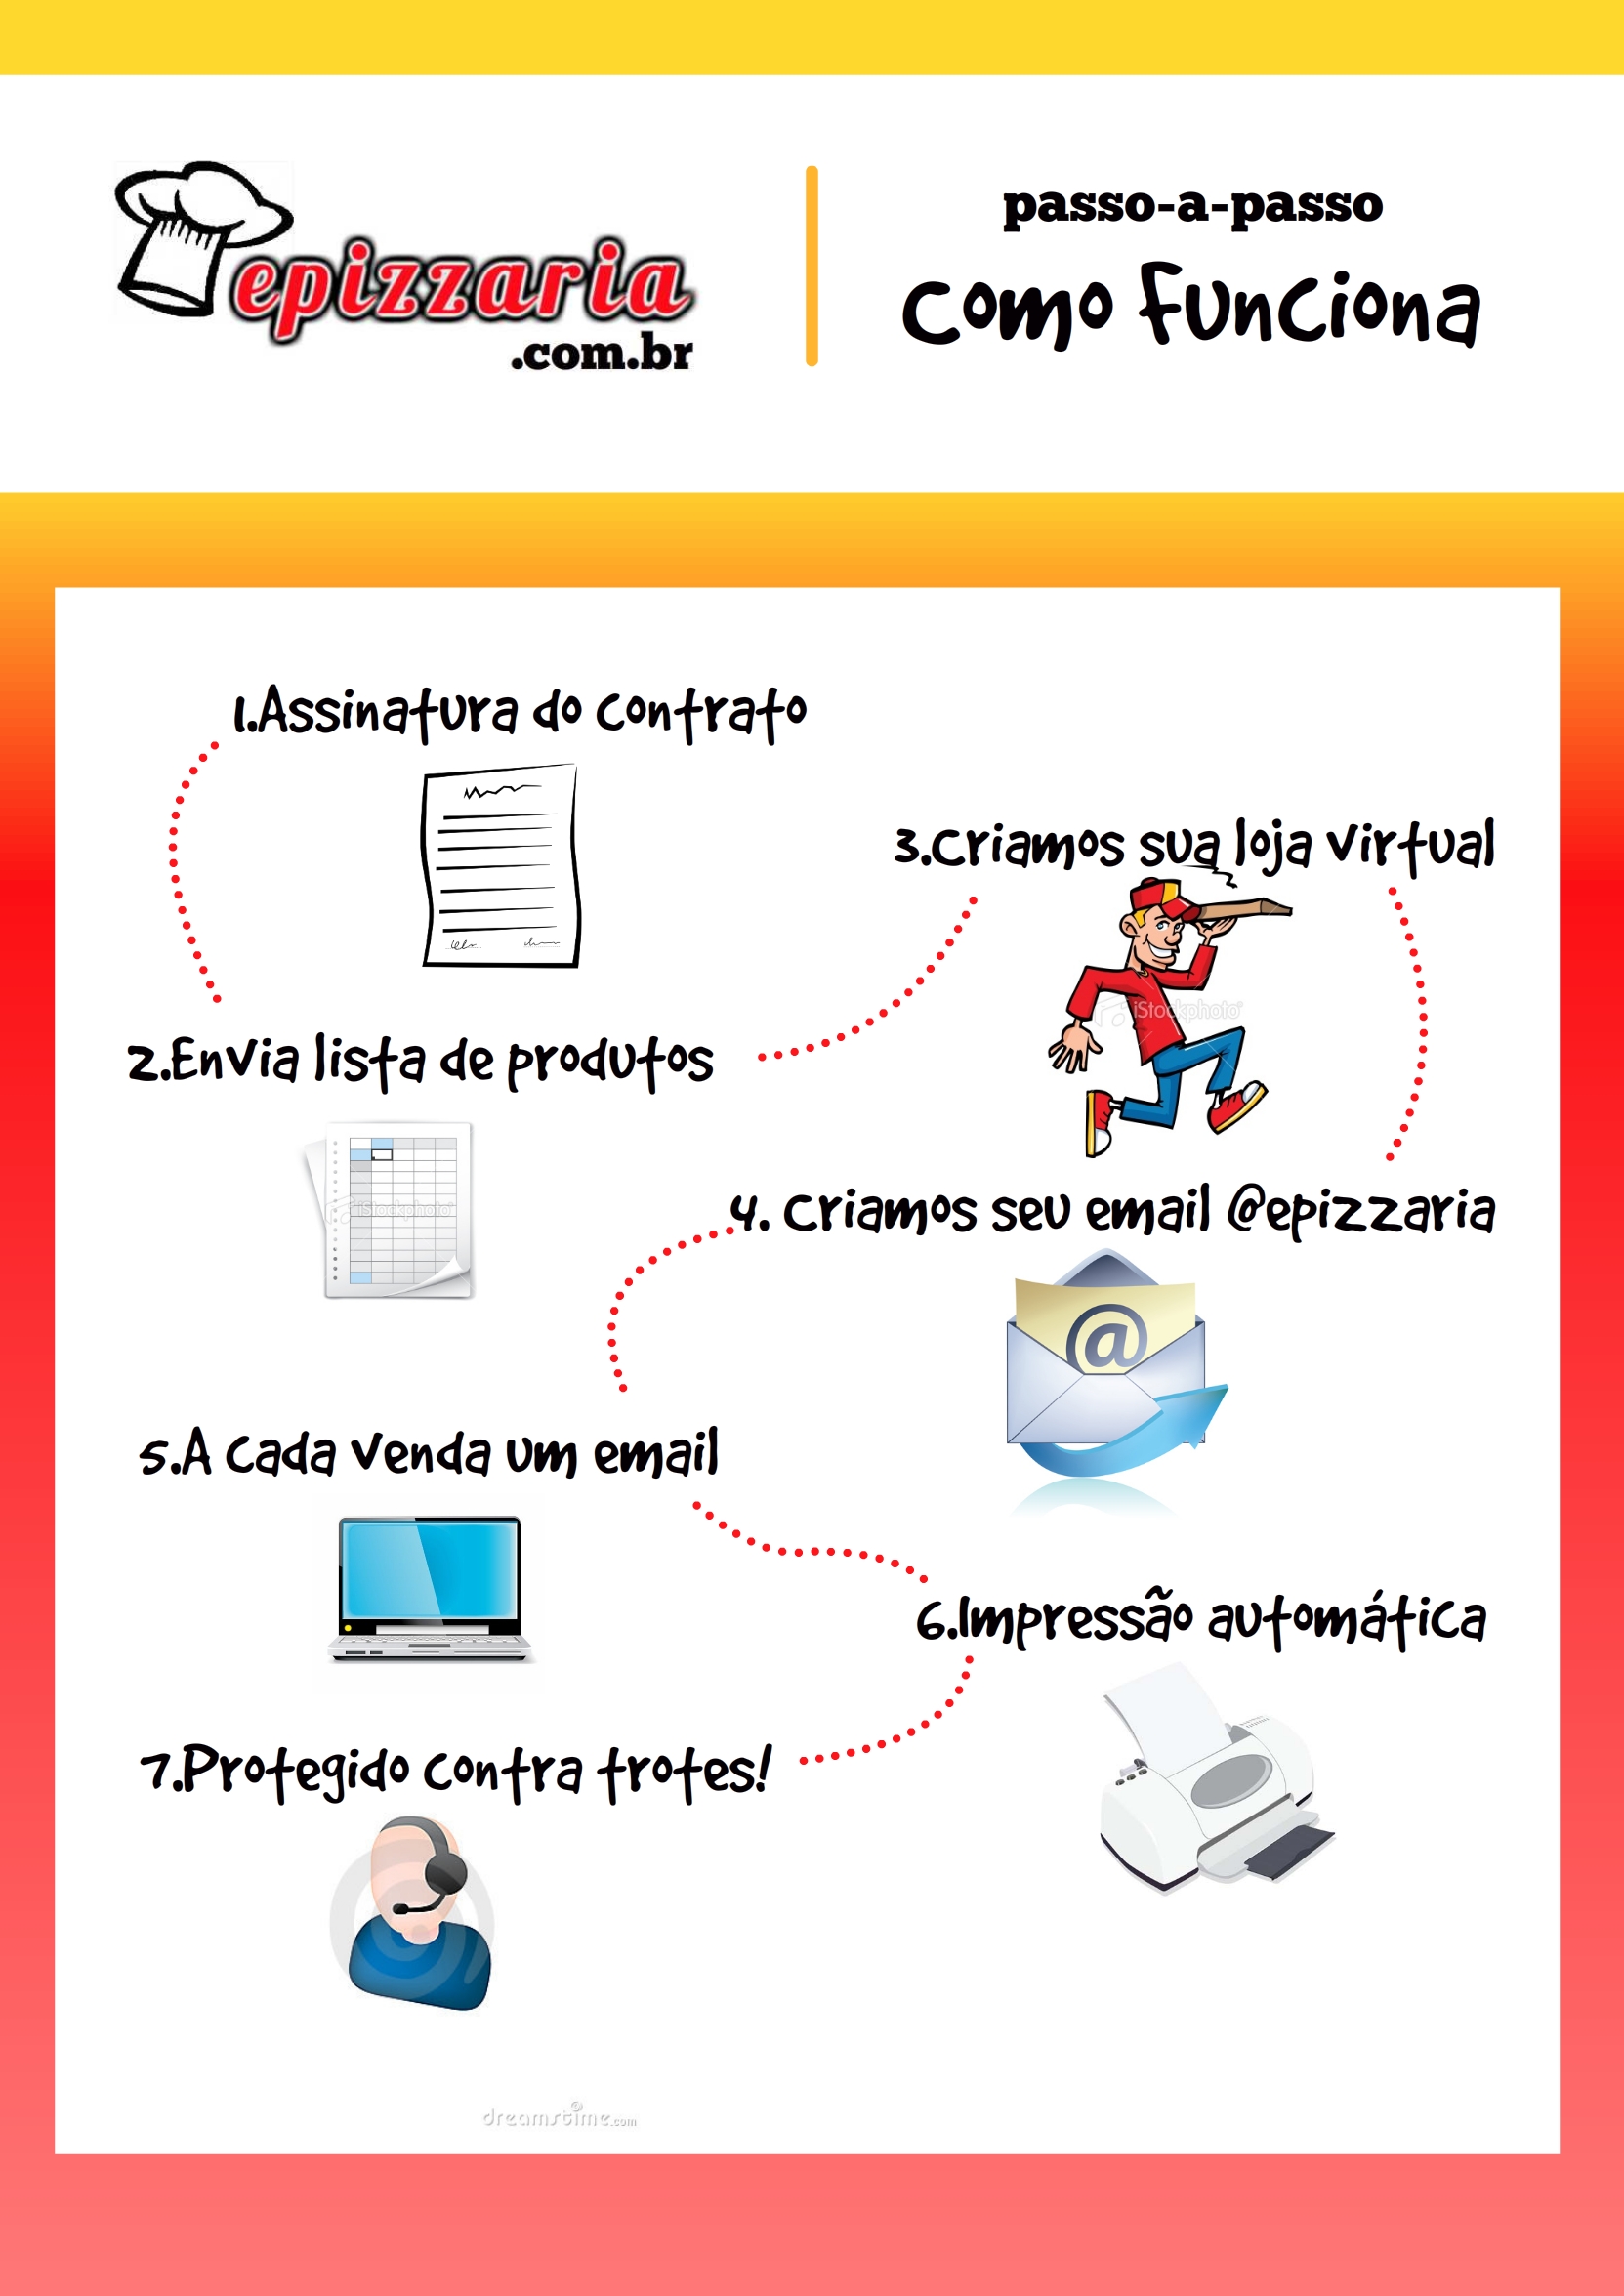 epizzaria
.com.br
passo-a-passo
Como Funciona
1.Assinatura do Contrato
3.Criamos sua loja virtual
iStockphoto
2.Envia lista de produtos
iStockphoto
4. Criamos seu email @epizzaria
@
5.A Cada Venda um email
6.Impressão automática
7.Protegido Contra trotes!
dreamstime.com